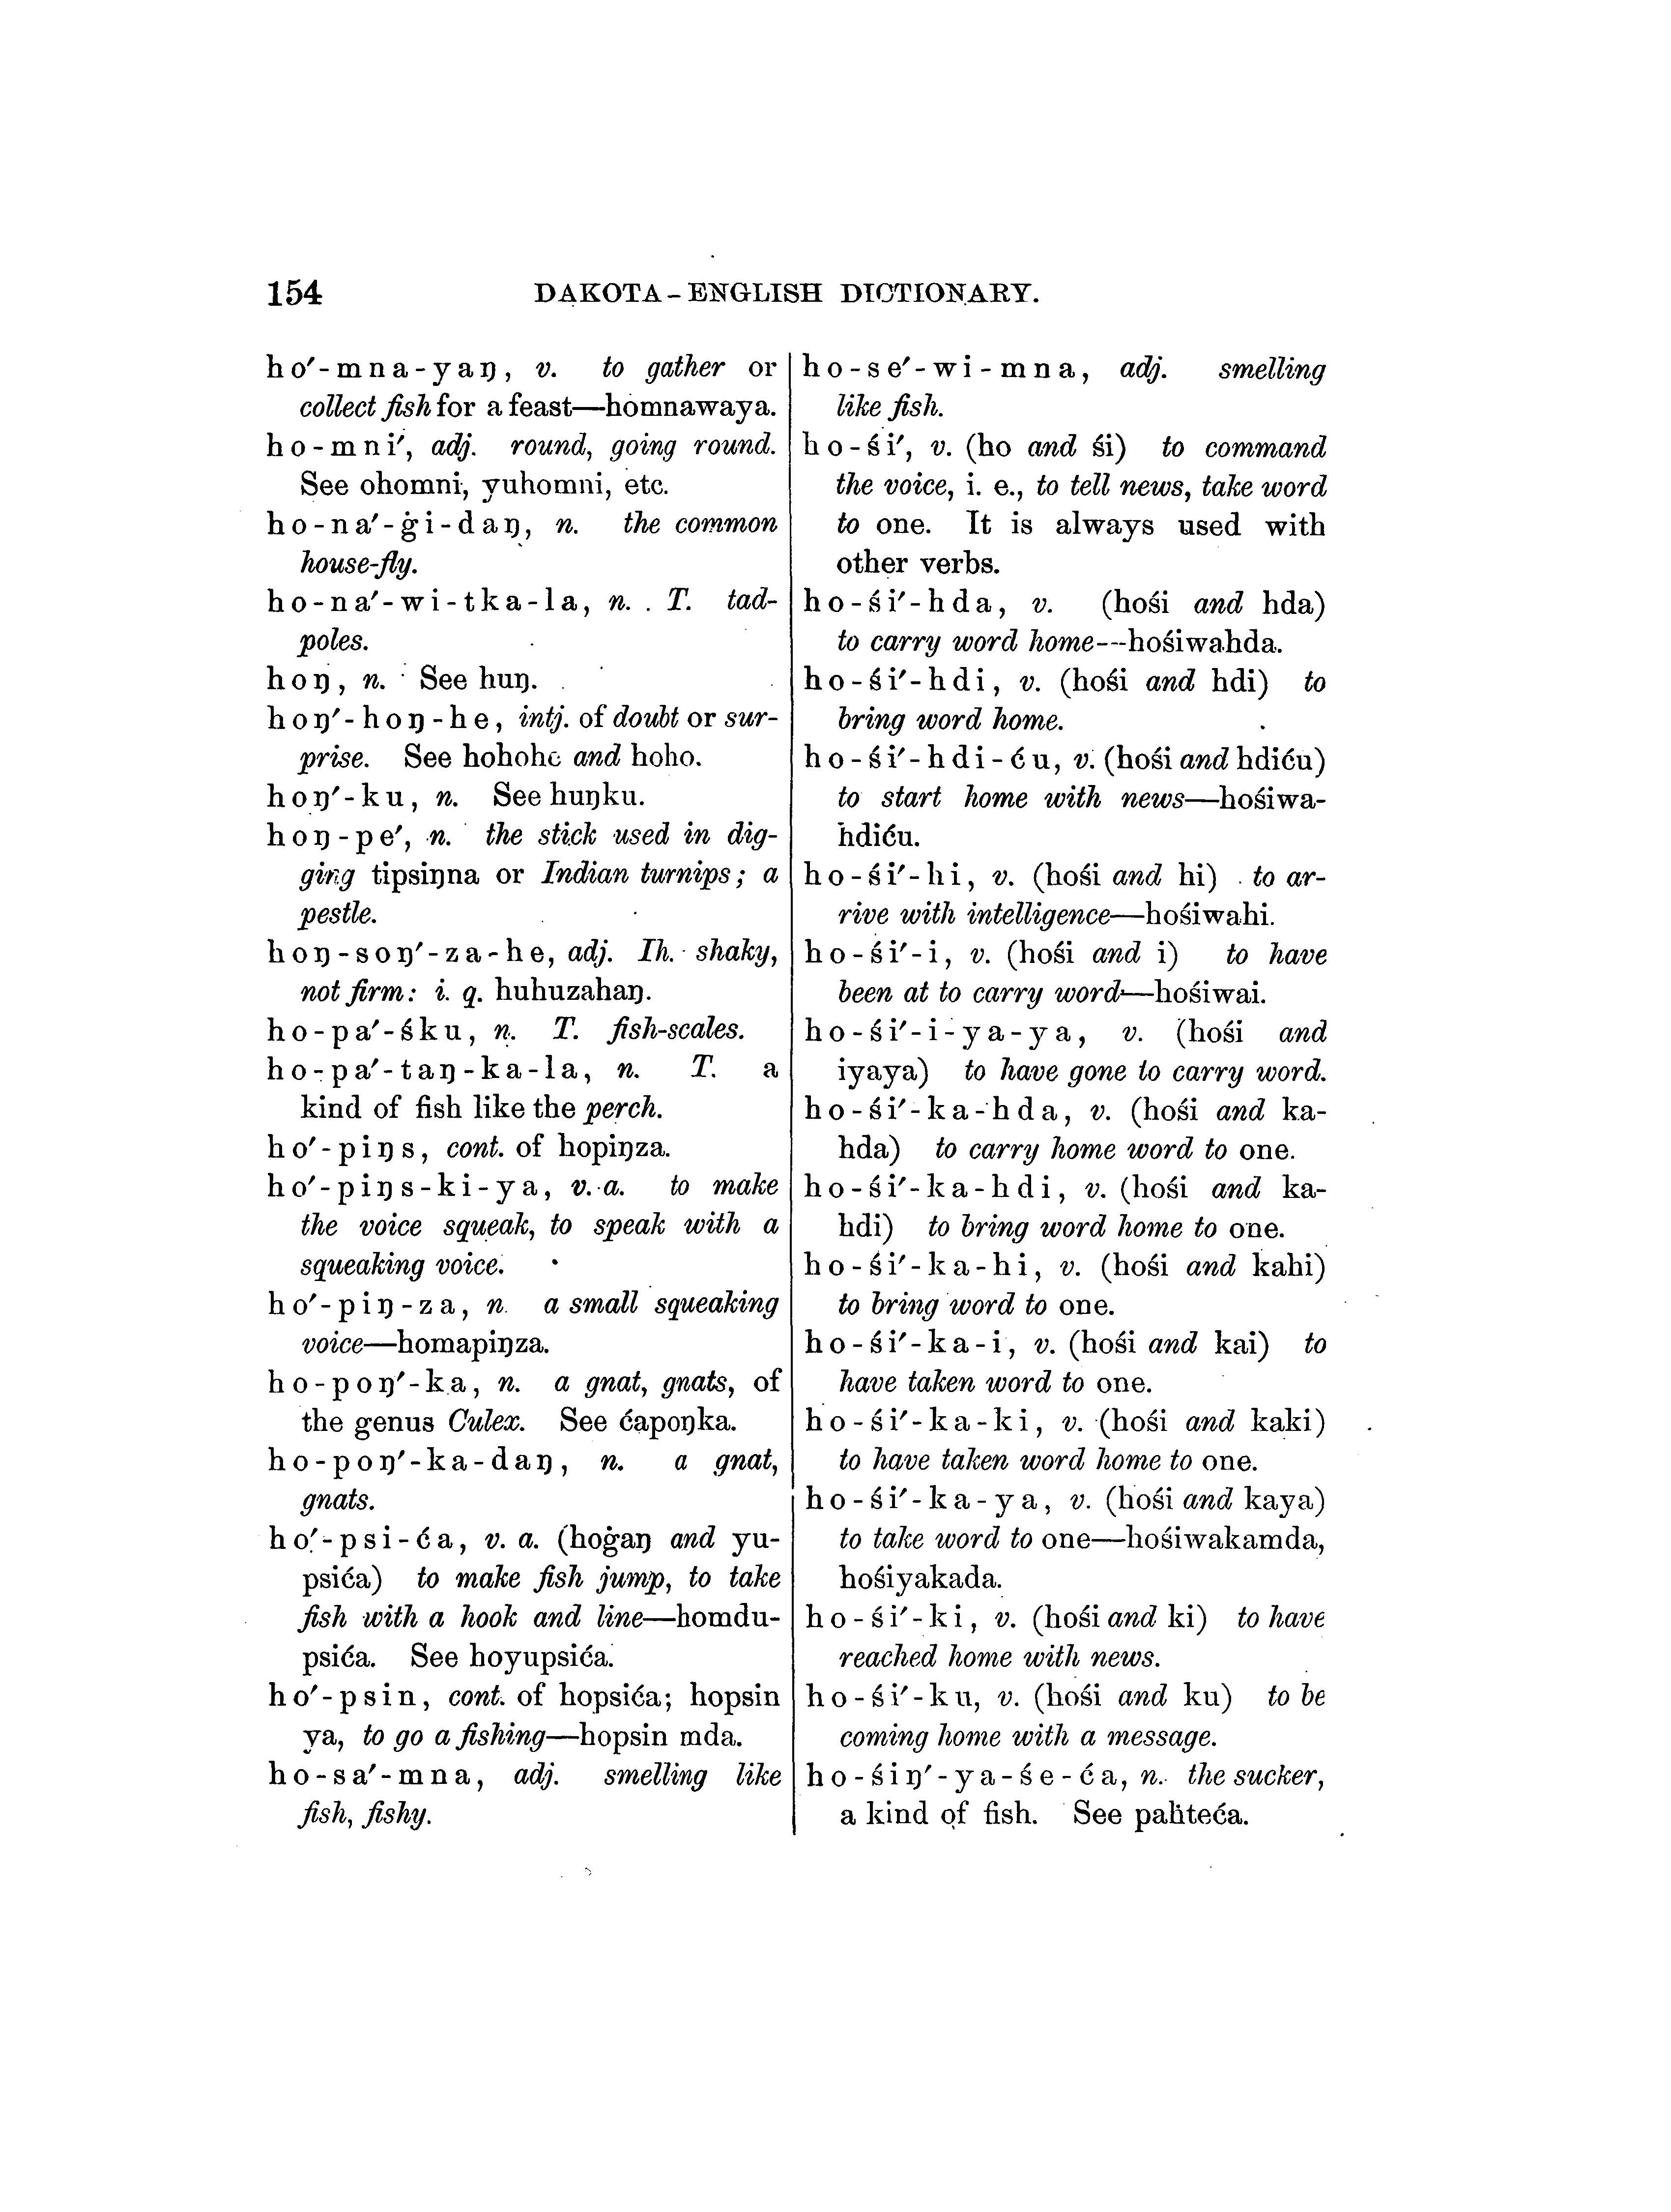 154 DAKOTA-ENGLISH DICTIONARY.
ho′-mna-yaŋ, v. to gather or
collect fish for a feast—homnawaya.
ho-mni′, adj. round, going round.
See ohomni, yuhomni, etc.
ho-na′-ġi-daŋ, n. the common
house-fly.
ho-na′-wi-tka-la, n. T. tad-
poles.
hoŋ, n. See huŋ.
hoŋ′-hoŋ-he, intj. of doubt or sur-
prise. See hohohe and hoho.
hoŋ′-ku, n. See huŋku.
hoŋ-pe′, n. the stick used in dig-
ging tipsiŋna or Indian turnips; a
pestle.
hoŋ-soŋ′-za-he, adj. Ih. shaky,
not firm: i. q. huhuzahaŋ.
ho-pa′-śku, n. T. fish-scales.
ho-pa′-taŋ-ka-la, n. T. a
kind of fish like the perch.
ho′-piŋs, cont. of hopiŋza.
ho′-piŋs-ki-ya, v. a. to make
the voice squeak, to speak with a
squeaking voice.
ho′-piŋ-za, n. a small squeaking
voice—homapiŋza.
ho-poŋ′-ka, n. a gnat, gnats, of
the genus Culex. See ćapoŋka.
ho-poŋ′-ka-daŋ, n. a gnat,
gnats.
ho′-psi-ća, v. a. (hoġaŋ and yu-
psića) to make fish jump, to take
fish with a hook and line—homdu-
psića. See hoyupsića.
ho′-psin, cont. of hopsića; hopsin
ya, to go a fishing—hopsin mda.
ho-sa′-mna, adj. smelling like
fish, fishy.
ho-se′-wi-mna, adj. smelling
like fish.
ho-śi′, v. (ho and śi) to command
the voice, i. e., to tell news, take word
to one. It is always used with
other verbs.
ho-śi′-hda, v. (hośi and hda)
to carry word home—hośiwahda.
ho-śi′-hdi, v. (hośi and hdi) to
bring word home.
ho-śi′-hdi-ću, v. (hośi and hdiću)
to start home with news—hośiwa-
hdiću.
ho-śi′-hi, v. (hośi and hi) to ar-
rive with intelligence—hośiwahi.
ho-śi′-i, v. (hośi and i) to have
been at to carry word—hośiwai.
ho-śi′-i-ya-ya, v. (hośi and
iyaya) to have gone to carry word.
ho-śi′-ka-hda, v. (hośi and ka-
hda) to carry home word to one.
ho-śi′-ka-hdi, v. (hośi and ka-
hdi) to bring word home to one.
ho-śi′-ka-hi, v. (hośi and kahi)
to bring word to one.
ho-śi′-ka-i, v. (hośi and kai) to
have taken word to one.
ho-śi′-ka-ki, v. (hośi and kaki)
to have taken word home to one.
ho-śi′-ka-ya, v. (hośi and kaya)
to take word to one—hośiwakamda,
hośiyakada.
ho-śi′-ki, v. (hośi and ki) to have
reached home with news.
ho-śi′-ku, v. (hośi and ku) to be
coming home with a message.
ho-śiŋ′-ya-śe-ća, n. the sucker,
a kind of fish. See paḣteća.